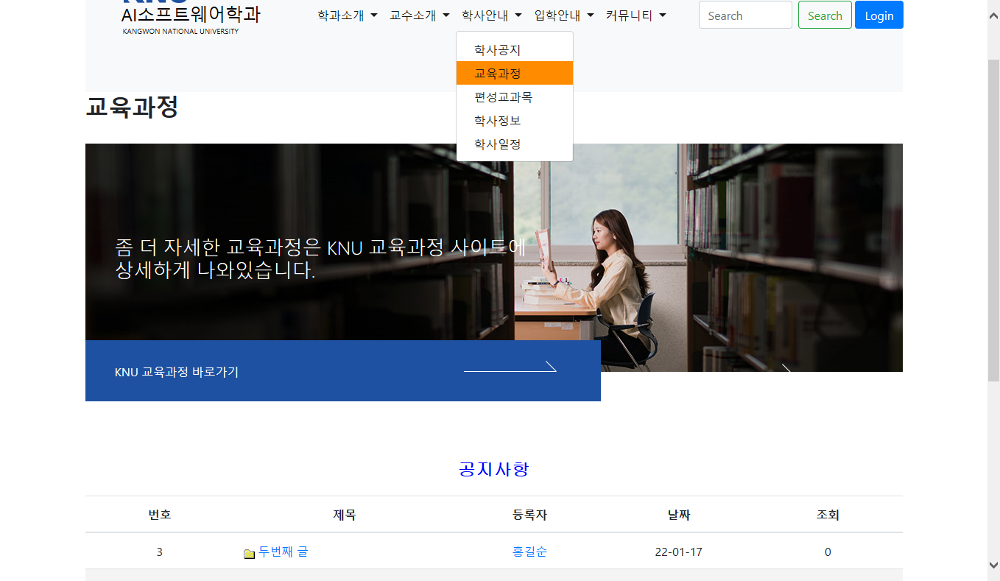 KNU
AI소프트웨어학과
KANGWON NATIONAL UNIVERSITY
학과소개 교수소개 학사안내 입학안내 커뮤니티 Search Search Login
학사공지
교육과정
편성교과목
학사정보
학사일정
교육과정
좀 더 자세한 교육과정은 KNU 교육과정 사이트에
상세하게 나와있습니다.
KNU 교육과정 바로가기
공지사항
번호 제목 등록자 날짜 조회
3 두번째 글 홍길순 22-01-17 0